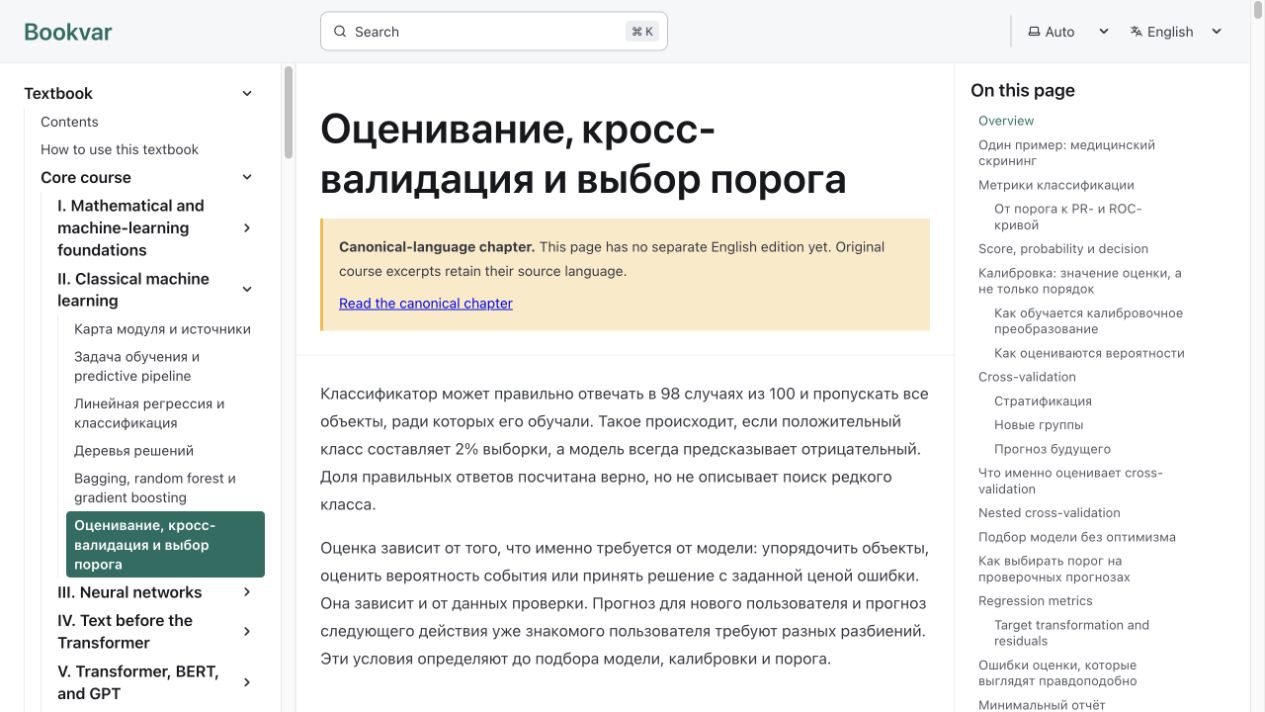 Bookvar
Search
⌘ K
Auto
English
Textbook
Contents
How to use this textbook
Core course
I. Mathematical and
machine-learning
foundations
II. Classical machine
learning
Карта модуля и источники
Задача обучения и
predictive pipeline
Линейная регрессия и
классификация
Деревья решений
Bagging, random forest и
gradient boosting
Оценивание, кросс-
валидация и выбор
порога
III. Neural networks
IV. Text before the
Transformer
V. Transformer, BERT,
and GPT
Оценивание, кросс-
валидация и выбор порога
Canonical-language chapter. This page has no separate English edition yet. Original
course excerpts retain their source language.
Read the canonical chapter
Классификатор может правильно отвечать в 98 случаях из 100 и пропускать все
объекты, ради которых его обучали. Такое происходит, если положительный
класс составляет 2% выборки, а модель всегда предсказывает отрицательный.
Доля правильных ответов посчитана верно, но не описывает поиск редкого
класса.
Оценка зависит от того, что именно требуется от модели: упорядочить объекты,
оценить вероятность события или принять решение с заданной ценой ошибки.
Она зависит и от данных проверки. Прогноз для нового пользователя и прогноз
следующего действия уже знакомого пользователя требуют разных разбиений.
Эти условия определяют до подбора модели, калибровки и порога.
On this page
Overview
Один пример: медицинский
скрининг
Метрики классификации
От порога к PR- и ROC-
кривой
Score, probability и decision
Калибровка: значение оценки, а
не только порядок
Как обучается калибровочное
преобразование
Как оцениваются вероятности
Cross-validation
Стратификация
Новые группы
Прогноз будущего
Что именно оценивает cross-
validation
Nested cross-validation
Подбор модели без оптимизма
Как выбирать порог на
проверочных прогнозах
Regression metrics
Target transformation and
residuals
Ошибки оценки, которые
выглядят правдоподобно
Минимальный отчёт